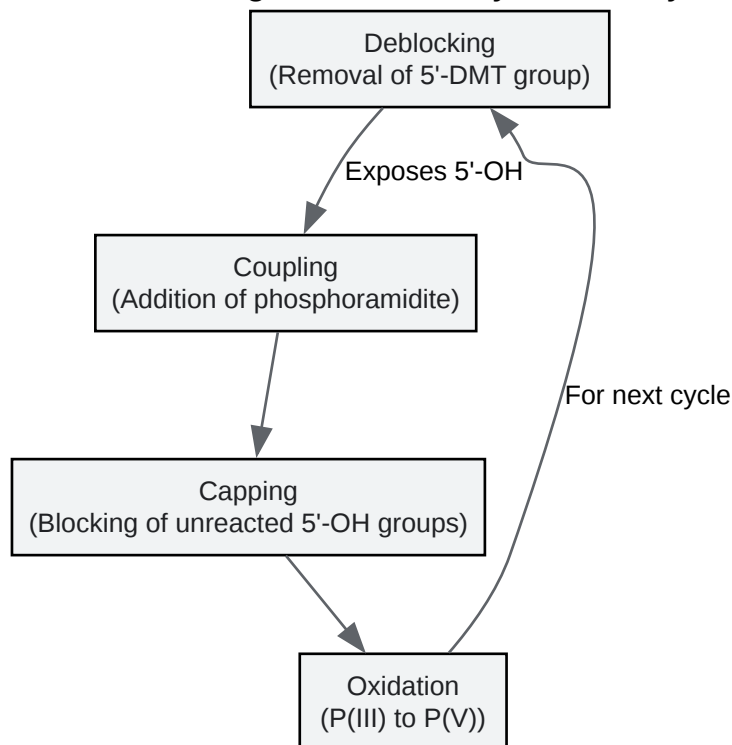 Deblocking
(Removal of 5'-DMT group)
Exposes 5'-OH
Coupling
(Addition of phosphoramidite)
For next cycle
Capping
(Blocking of unreacted 5'-OH groups)
Oxidation
(P(III) to P(V))